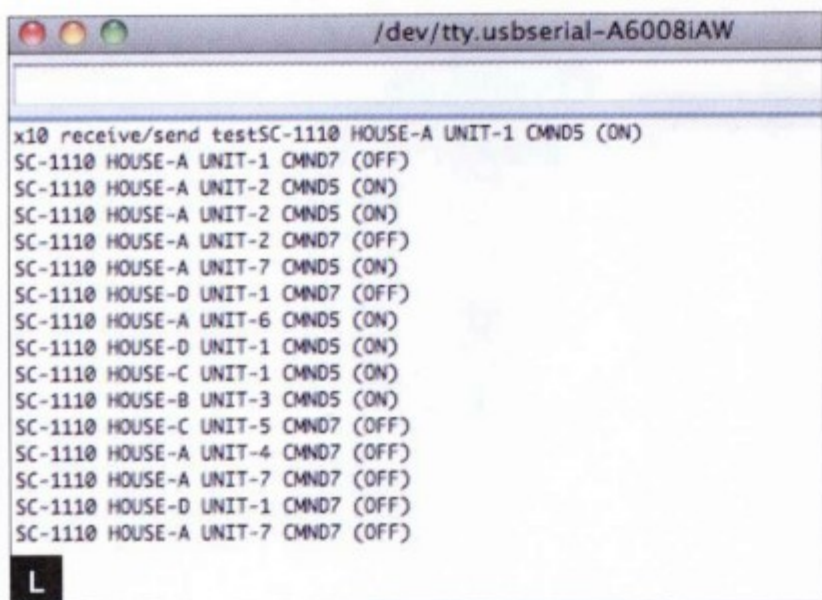 /dev/tty.usbserial-A6008iAW
x10 receive/send testSC-1110 HOUSE-A UNIT-1 CMND5 (ON)
SC-1110 HOUSE-A UNIT-1 CMND7 (OFF)
SC-1110 HOUSE-A UNIT-2 CMND5 (ON)
SC-1110 HOUSE-A UNIT-2 CMND5 (ON)
SC-1110 HOUSE-A UNIT-2 CMND7 (OFF)
SC-1110 HOUSE-A UNIT-7 CMND5 (ON)
SC-1110 HOUSE-D UNIT-1 CMND7 (OFF)
SC-1110 HOUSE-A UNIT-6 CMND5 (ON)
SC-1110 HOUSE-D UNIT-1 CMND5 (ON)
SC-1110 HOUSE-C UNIT-1 CMND5 (ON)
SC-1110 HOUSE-B UNIT-3 CMND5 (ON)
SC-1110 HOUSE-C UNIT-5 CMND7 (OFF)
SC-1110 HOUSE-A UNIT-4 CMND7 (OFF)
SC-1110 HOUSE-A UNIT-7 CMND7 (OFF)
SC-1110 HOUSE-D UNIT-1 CMND7 (OFF)
SC-1110 HOUSE-A UNIT-7 CMND7 (OFF)
L